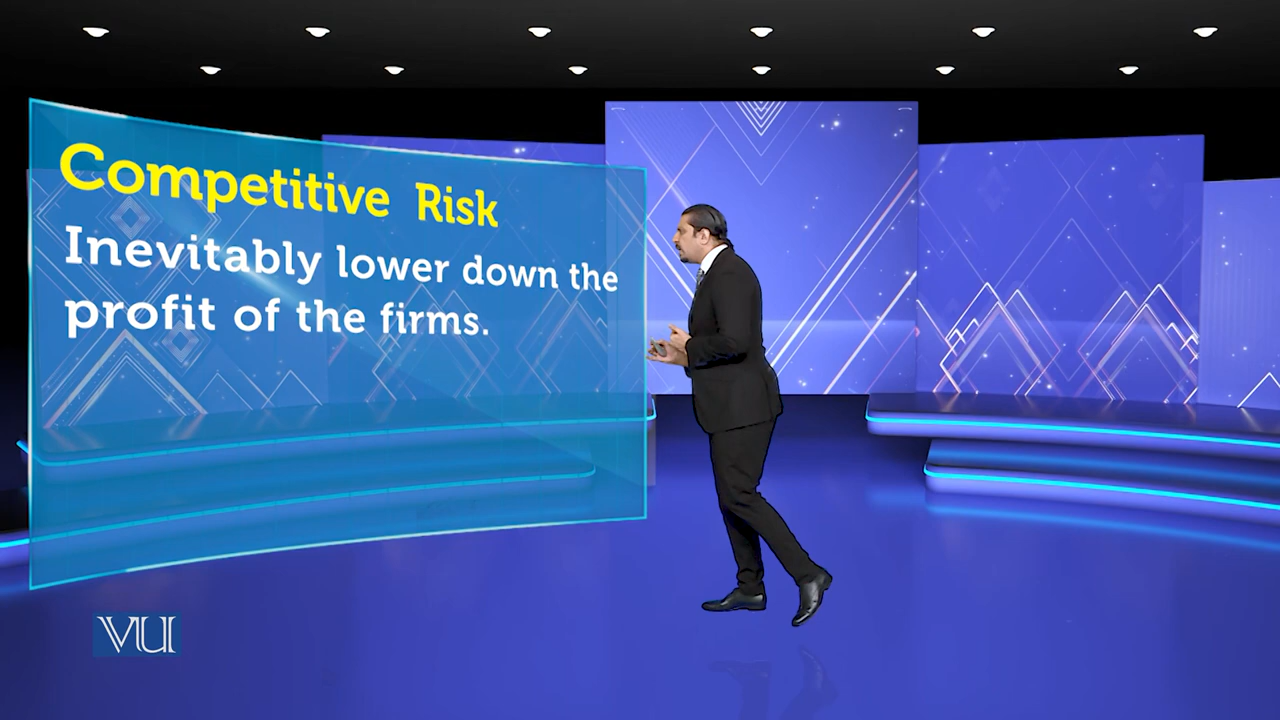 Competitive Risk
Inevitably lower down the
profit of the firms.
VU